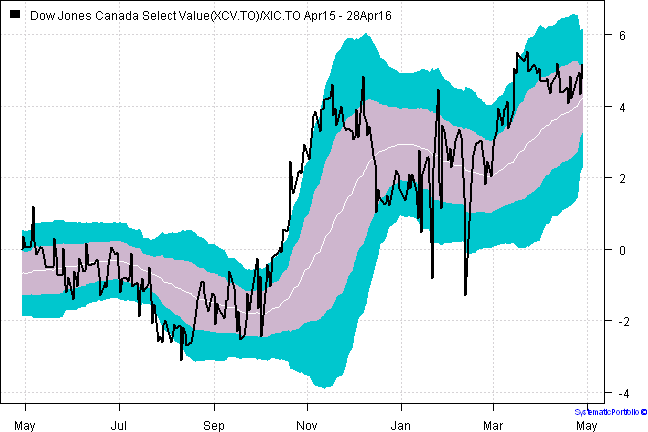 Dow Jones Canada Select Value(XCV.TO)/XIC.TO Apr15 - 28Apr16
6
4
2
0
-2
-4
May Jul Sep Nov Jan Mar May
SystematicPortfolio ©